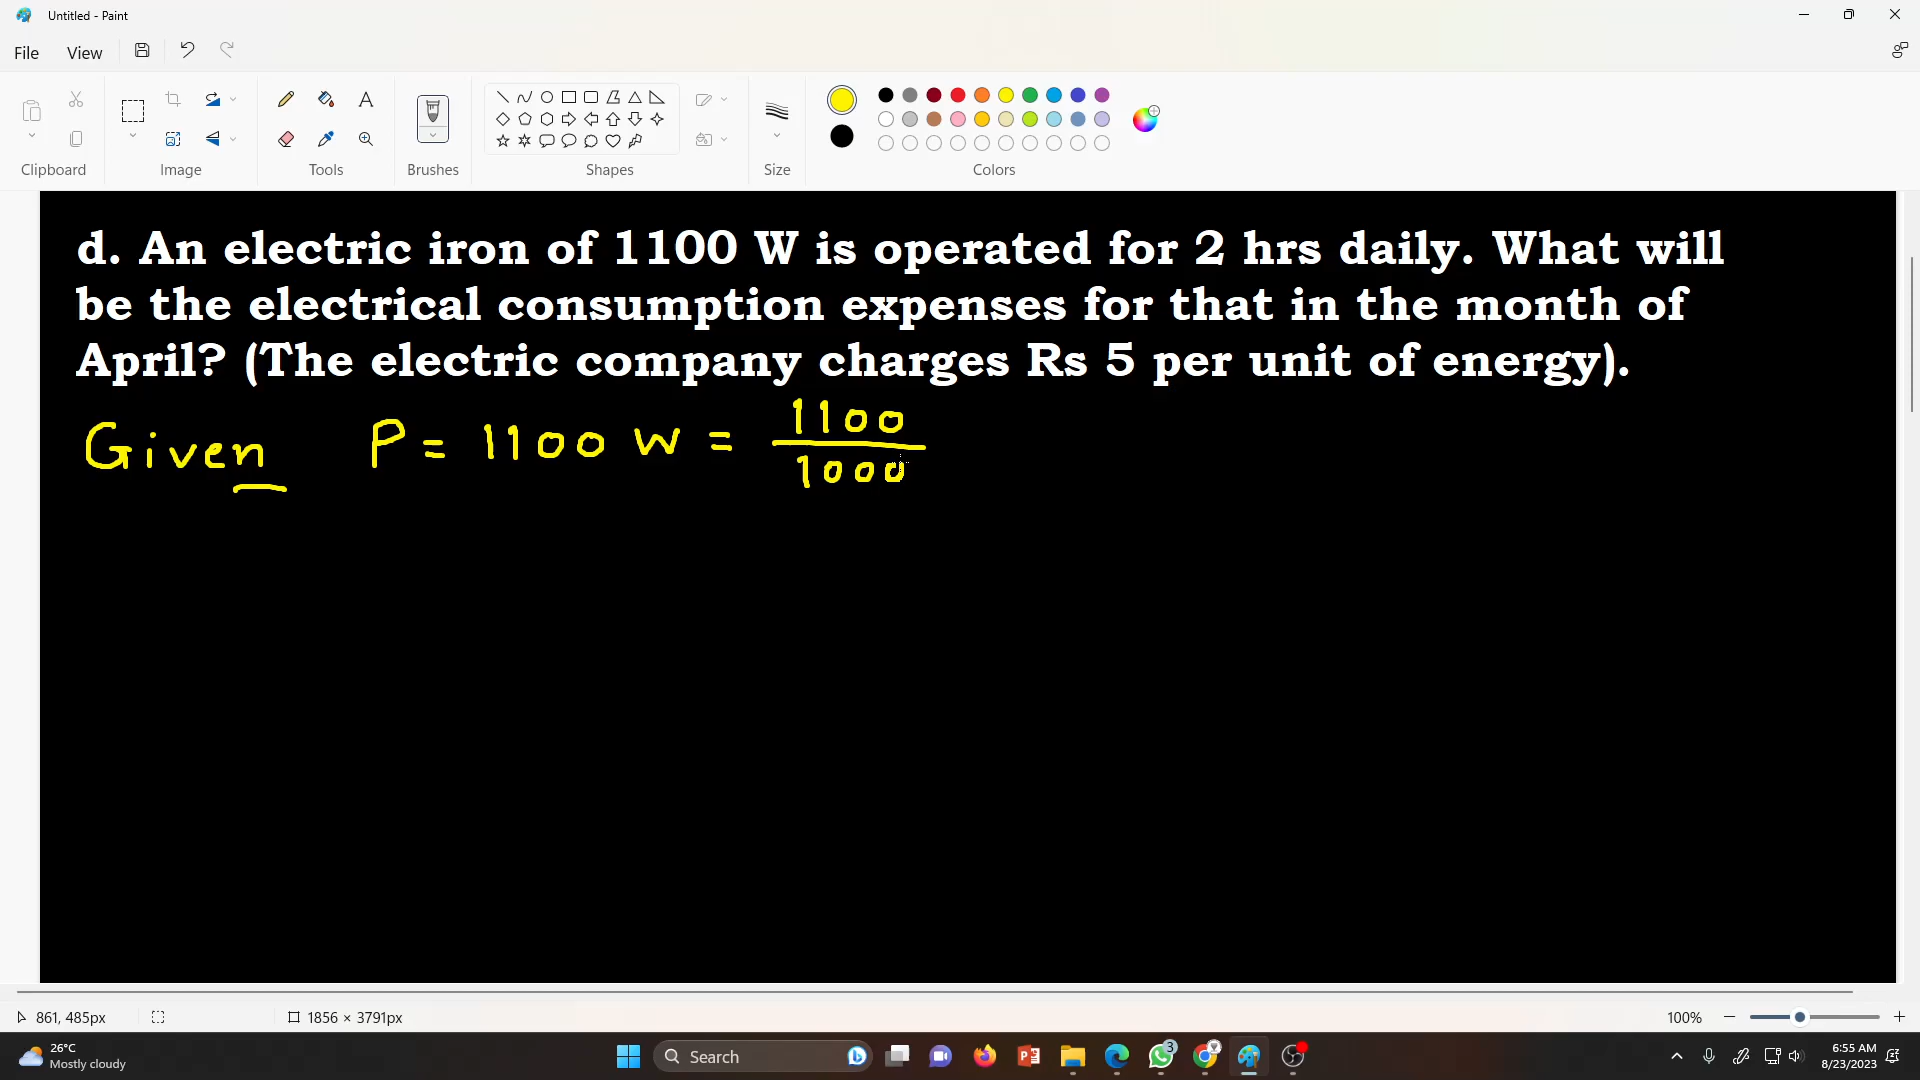 Untitled - Paint
File View
Clipboard Image Tools Brushes Shapes Size Colors
d. An electric iron of 1100 W is operated for 2 hrs daily. What will
be the electrical consumption expenses for that in the month of
April? (The electric company charges Rs 5 per unit of energy).
Given P = 1100 W = 1100
1000
861, 485px 1856 × 3791px 100%
26°C
Mostly cloudy
Search
3
6:55 AM
8/23/2023